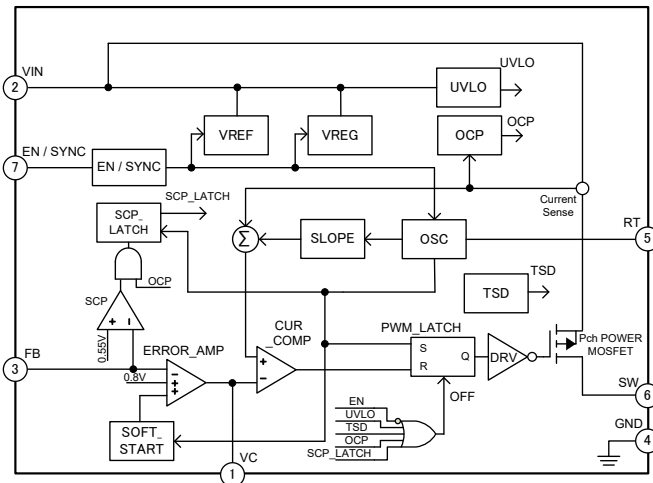 VIN
2
UVLO
UVLO
VREF
VREG
OCP
OCP
EN / SYNC
7
EN / SYNC
SCP_LATCH
SCP_
LATCH
Current
Sense
Σ
SLOPE
OSC
RT
5
OCP
SCP
TSD
TSD
+
−
0.55V
FB
3
ERROR_AMP
CUR
_COMP
PWM_LATCH
Pch POWER
MOSFET
0.8V
−
+
+
+
−
S
R
Q
DRV
SW
6
OFF
SOFT_
START
EN
UVLO
TSD
OCP
SCP_LATCH
GND
4
VC
1